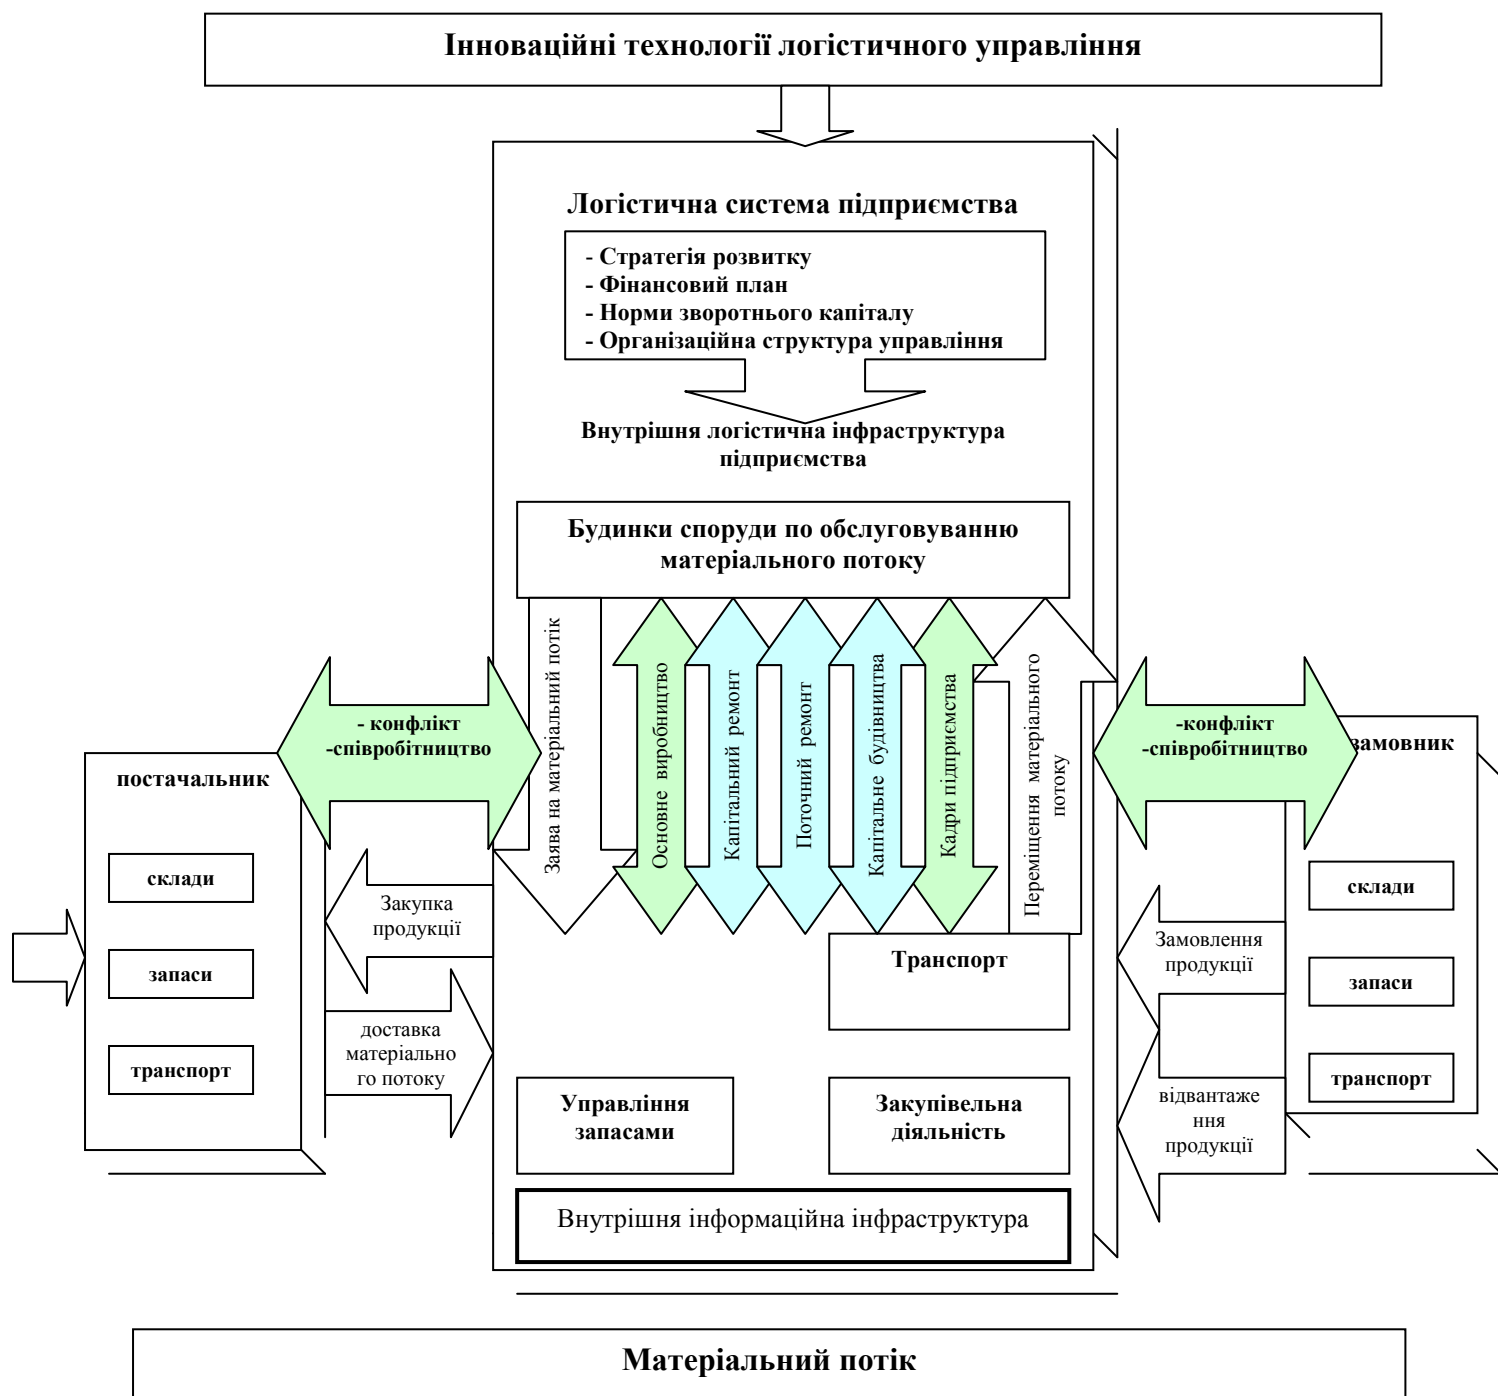 Інноваційні технології логістичного управління
Логістична система підприємства
- Стратегія розвитку
- Фінансовий план
- Норми зворотнього капіталу
- Організаційна структура управління
Внутрішня логістична інфраструктура
підприємства
Будинки споруди по обслуговуванню
матеріального потоку
Заява на матеріальний потік
Основне виробництво
Капітальний ремонт
Поточний ремонт
Капітальне будівництва
Кадри підприємства
Переміщення матеріального
потоку
- конфлікт
-співробітництво
постачальник
склади
запаси
транспорт
Закупка
продукції
доставка
матеріально
го потоку
-конфлікт
-співробітництво
замовник
склади
запаси
транспорт
Замовлення
продукції
відвантаже
ння
продукції
Транспорт
Управління
запасами
Закупівельна
діяльність
Внутрішня інформаційна інфраструктура
Матеріальний потік